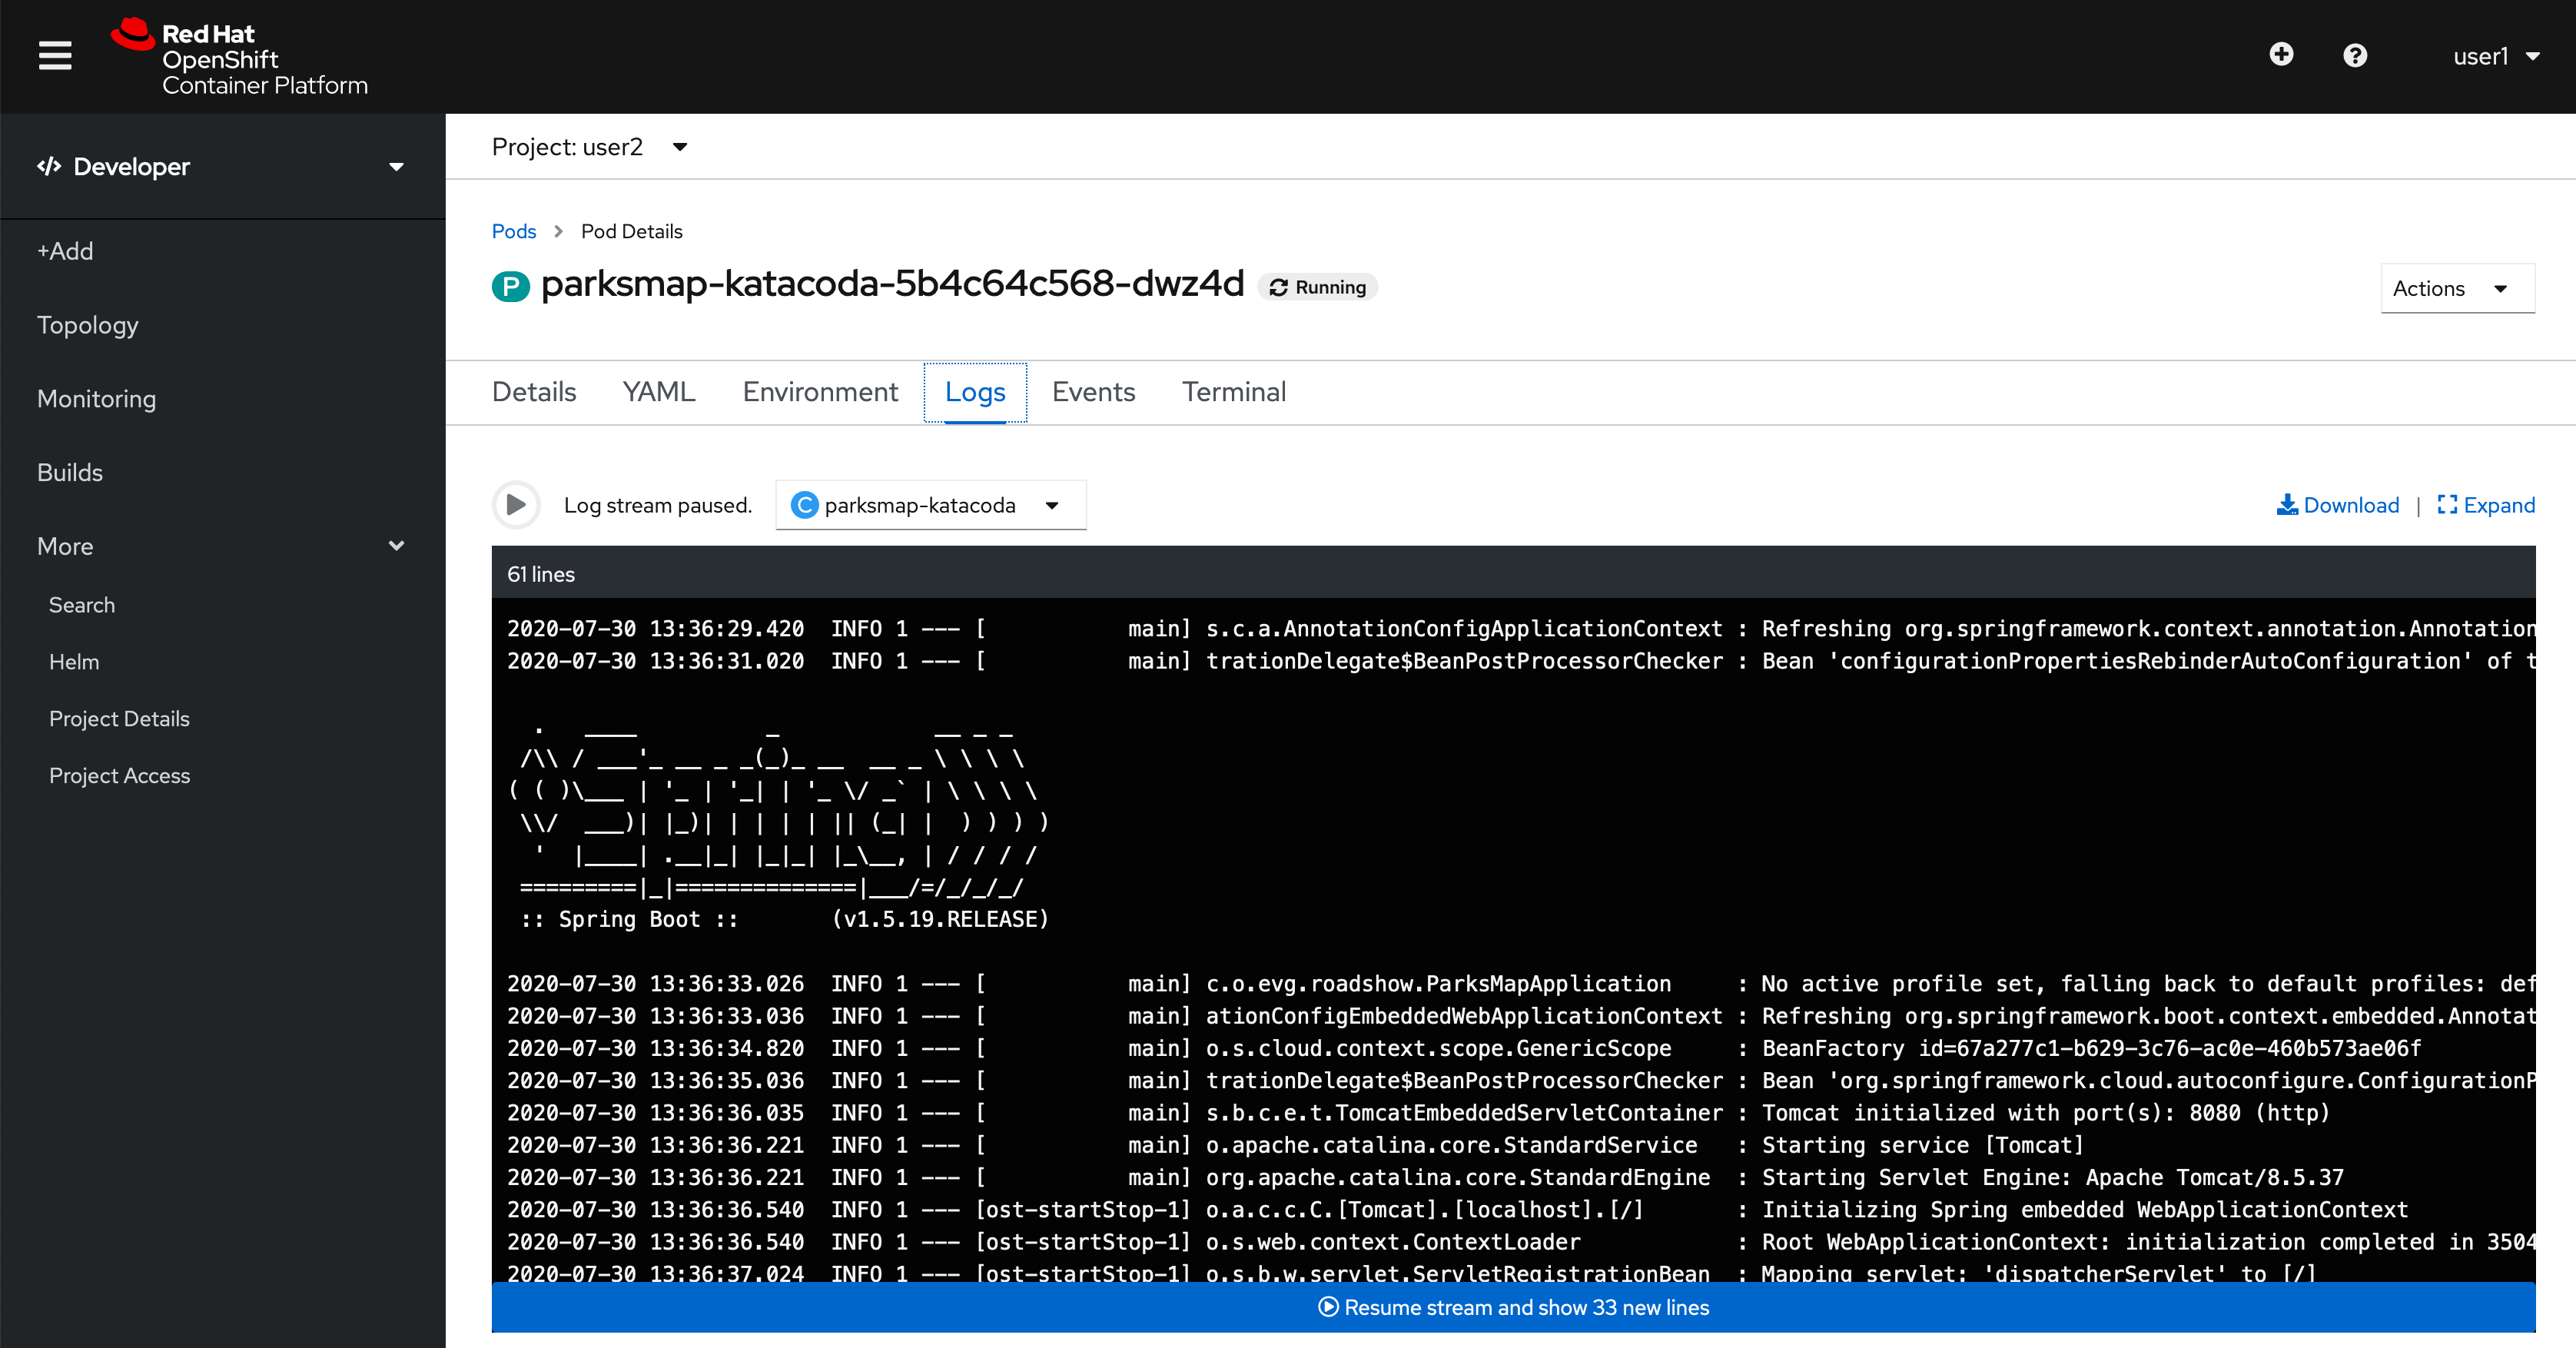 Red Hat
OpenShift
Container Platform
user1
Developer
+Add
Topology
Monitoring
Builds
More
Search
Helm
Project Details
Project Access
Project: user2
Pods > Pod Details
P parksmap-katacoda-5b4c64c568-dwz4d Running
Actions
Details YAML Environment Logs Events Terminal
Log stream paused. C parksmap-katacoda Download | Expand
61 lines
2020-07-30 13:36:29.420  INFO 1 --- [           main] s.c.a.AnnotationConfigApplicationContext : Refreshing org.springframework.context.annotation.Annotation
2020-07-30 13:36:31.020  INFO 1 --- [           main] trationDelegate$BeanPostProcessorChecker : Bean 'configurationPropertiesRebinderAutoConfiguration' of t
  .   ____          _            __ _ _
 /\\ / ___'_ __ _ _(_)_ __  __ _ \ \ \ \
( ( )\___ | '_ | '_| | '_ \/ _` | \ \ \ \
 \\/  ___)| |_)| | | | | || (_| |  ) ) ) )
  '  |____| .__|_| |_|_| |_\__, | / / / /
 =========|_|==============|___/=/_/_/_/
 :: Spring Boot ::       (v1.5.19.RELEASE)
2020-07-30 13:36:33.026  INFO 1 --- [           main] c.o.evg.roadshow.ParksMapApplication     : No active profile set, falling back to default profiles: def
2020-07-30 13:36:33.036  INFO 1 --- [           main] ationConfigEmbeddedWebApplicationContext : Refreshing org.springframework.boot.context.embedded.Annotat
2020-07-30 13:36:34.820  INFO 1 --- [           main] o.s.cloud.context.scope.GenericScope     : BeanFactory id=67a277c1-b629-3c76-ac0e-460b573ae06f
2020-07-30 13:36:35.036  INFO 1 --- [           main] trationDelegate$BeanPostProcessorChecker : Bean 'org.springframework.cloud.autoconfigure.ConfigurationP
2020-07-30 13:36:36.035  INFO 1 --- [           main] s.b.c.e.t.TomcatEmbeddedServletContainer : Tomcat initialized with port(s): 8080 (http)
2020-07-30 13:36:36.221  INFO 1 --- [           main] o.apache.catalina.core.StandardService   : Starting service [Tomcat]
2020-07-30 13:36:36.221  INFO 1 --- [           main] org.apache.catalina.core.StandardEngine  : Starting Servlet Engine: Apache Tomcat/8.5.37
2020-07-30 13:36:36.540  INFO 1 --- [ost-startStop-1] o.a.c.c.C.[Tomcat].[localhost].[/]       : Initializing Spring embedded WebApplicationContext
2020-07-30 13:36:36.540  INFO 1 --- [ost-startStop-1] o.s.web.context.ContextLoader            : Root WebApplicationContext: initialization completed in 3504
2020-07-30 13:36:37.024  INFO 1 --- [ost-startStop-1] o.s.b.w.servlet.ServletRegistrationBean  : Mapping servlet: 'dispatcherServlet' to [/]
Resume stream and show 33 new lines